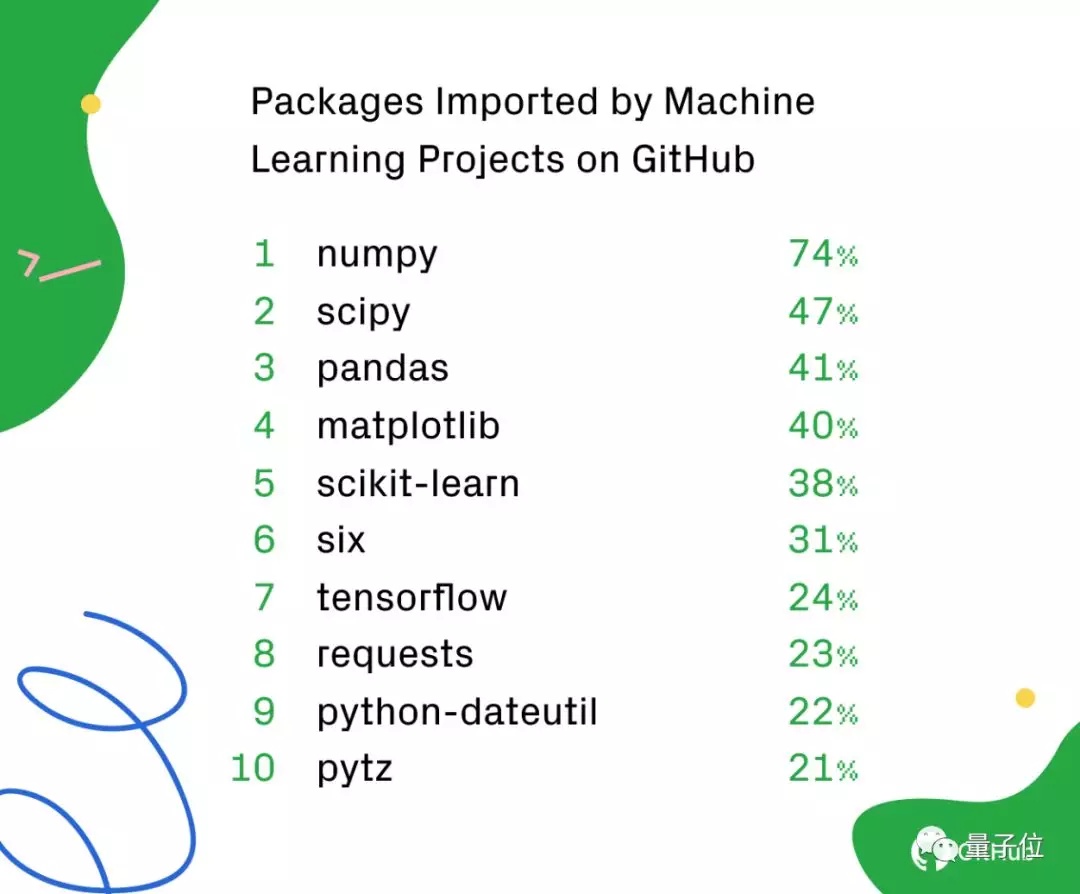 Packages Imported by Machine
Learning Projects on GitHub
1 numpy 74%
2 scipy 47%
3 pandas 41%
4 matplotlib 40%
5 scikit-learn 38%
6 six 31%
7 tensorflow 24%
8 requests 23%
9 python-dateutil 22%
10 pytz 21%
量子位